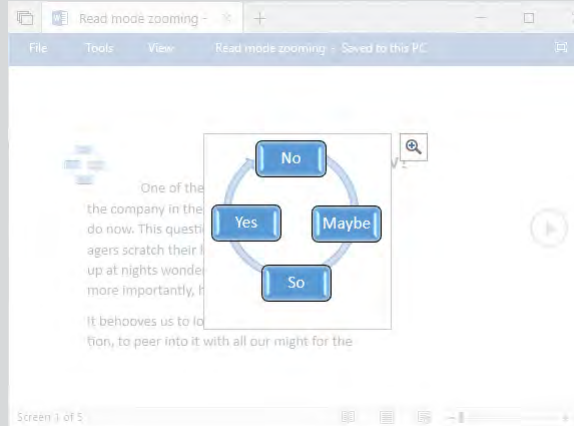 Read mode zooming -
File Tools View Read mode zooming - Saved to this PC
No
One of the
the company in the
Yes Maybe
do now. This questi
agers scratch their
up at nights wonde
So
more importantly, h
It behooves us to lo
tion, to peer into it with all our might for the
Screen 1 of 5